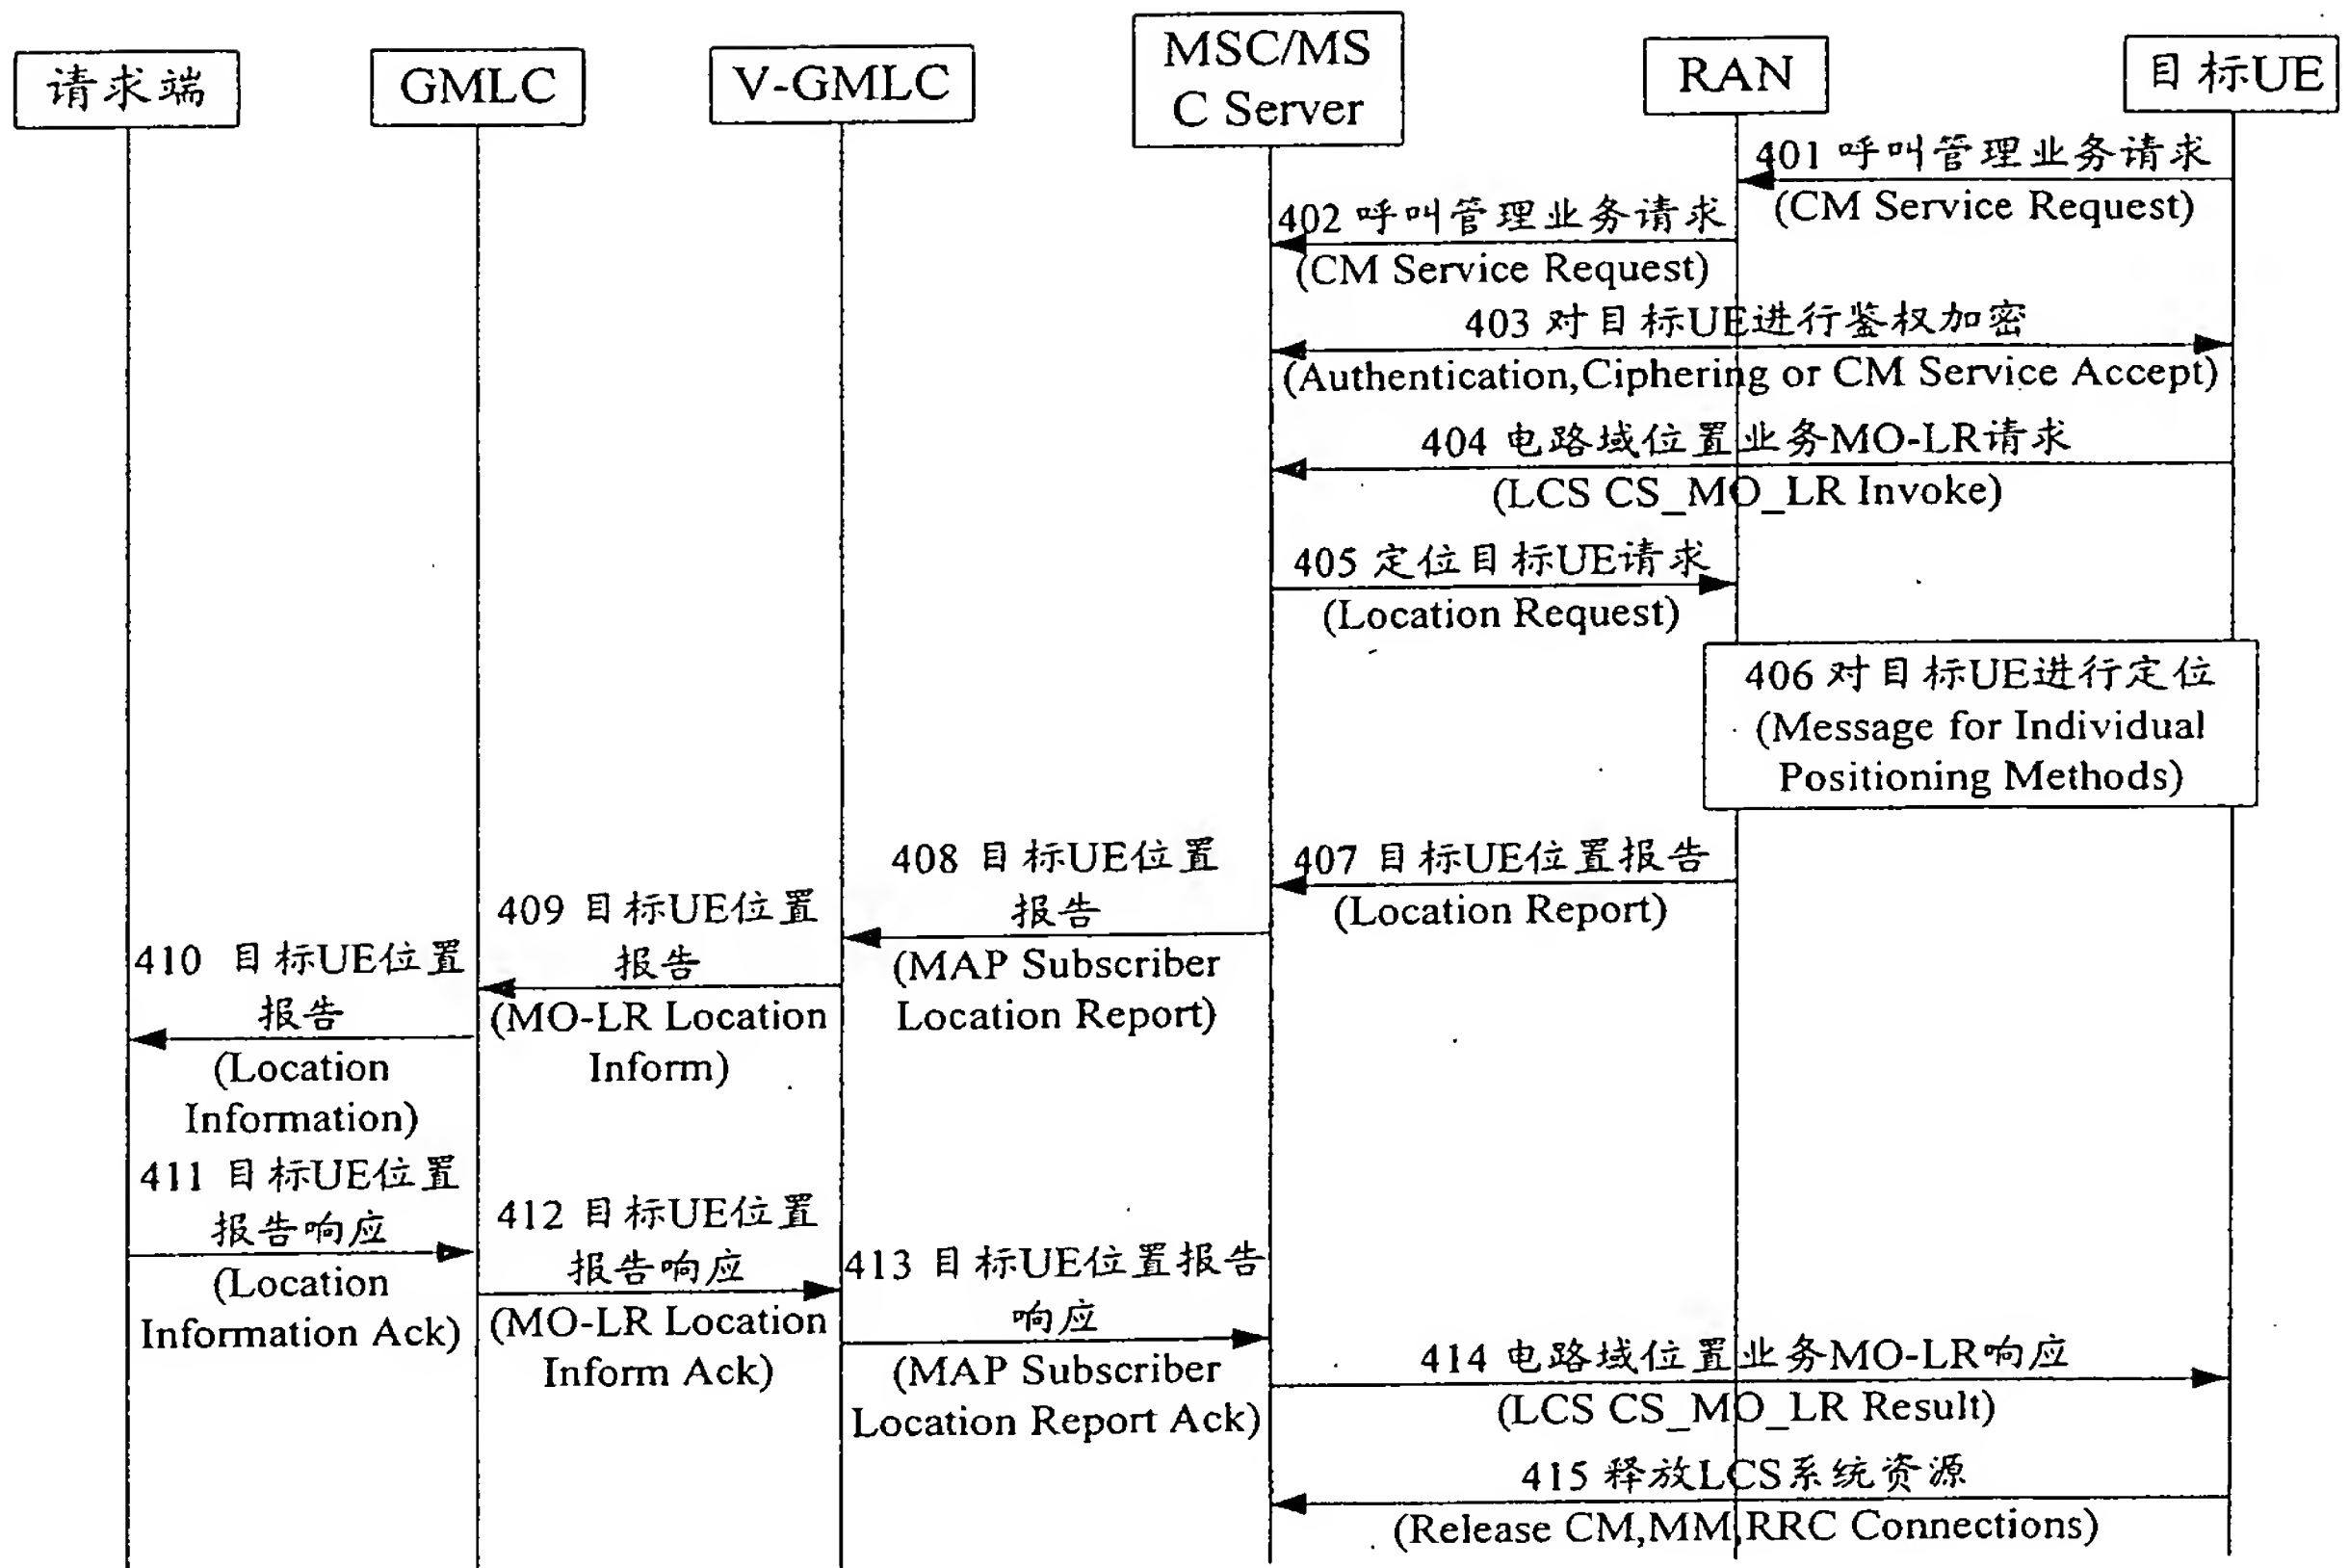 请求端
GMLC
V-GMLC
MSC/MS
C Server
RAN
目标UE
401 呼叫管理业务请求
(CM Service Request)
402 呼叫管理业务请求
(CM Service Request)
403 对目标UE进行鉴权加密
(Authentication,Ciphering or CM Service Accept)
404 电路域位置业务MO-LR请求
(LCS CS_MO_LR Invoke)
405 定位目标UE请求
(Location Request)
406 对目标UE进行定位
(Message for Individual
Positioning Methods)
407 目标UE位置报告
(Location Report)
408 目标UE位置
报告
(MAP Subscriber
Location Report)
409 目标UE位置
报告
(MO-LR Location
Inform)
410 目标UE位置
报告
(Location
Information)
411 目标UE位置
报告响应
(Location
Information Ack)
412 目标UE位置
报告响应
(MO-LR Location
Inform Ack)
413 目标UE位置报告
响应
(MAP Subscriber
Location Report Ack)
414 电路域位置业务MO-LR响应
(LCS CS_MO_LR Result)
415 释放LCS系统资源
(Release CM,MM,RRC Connections)